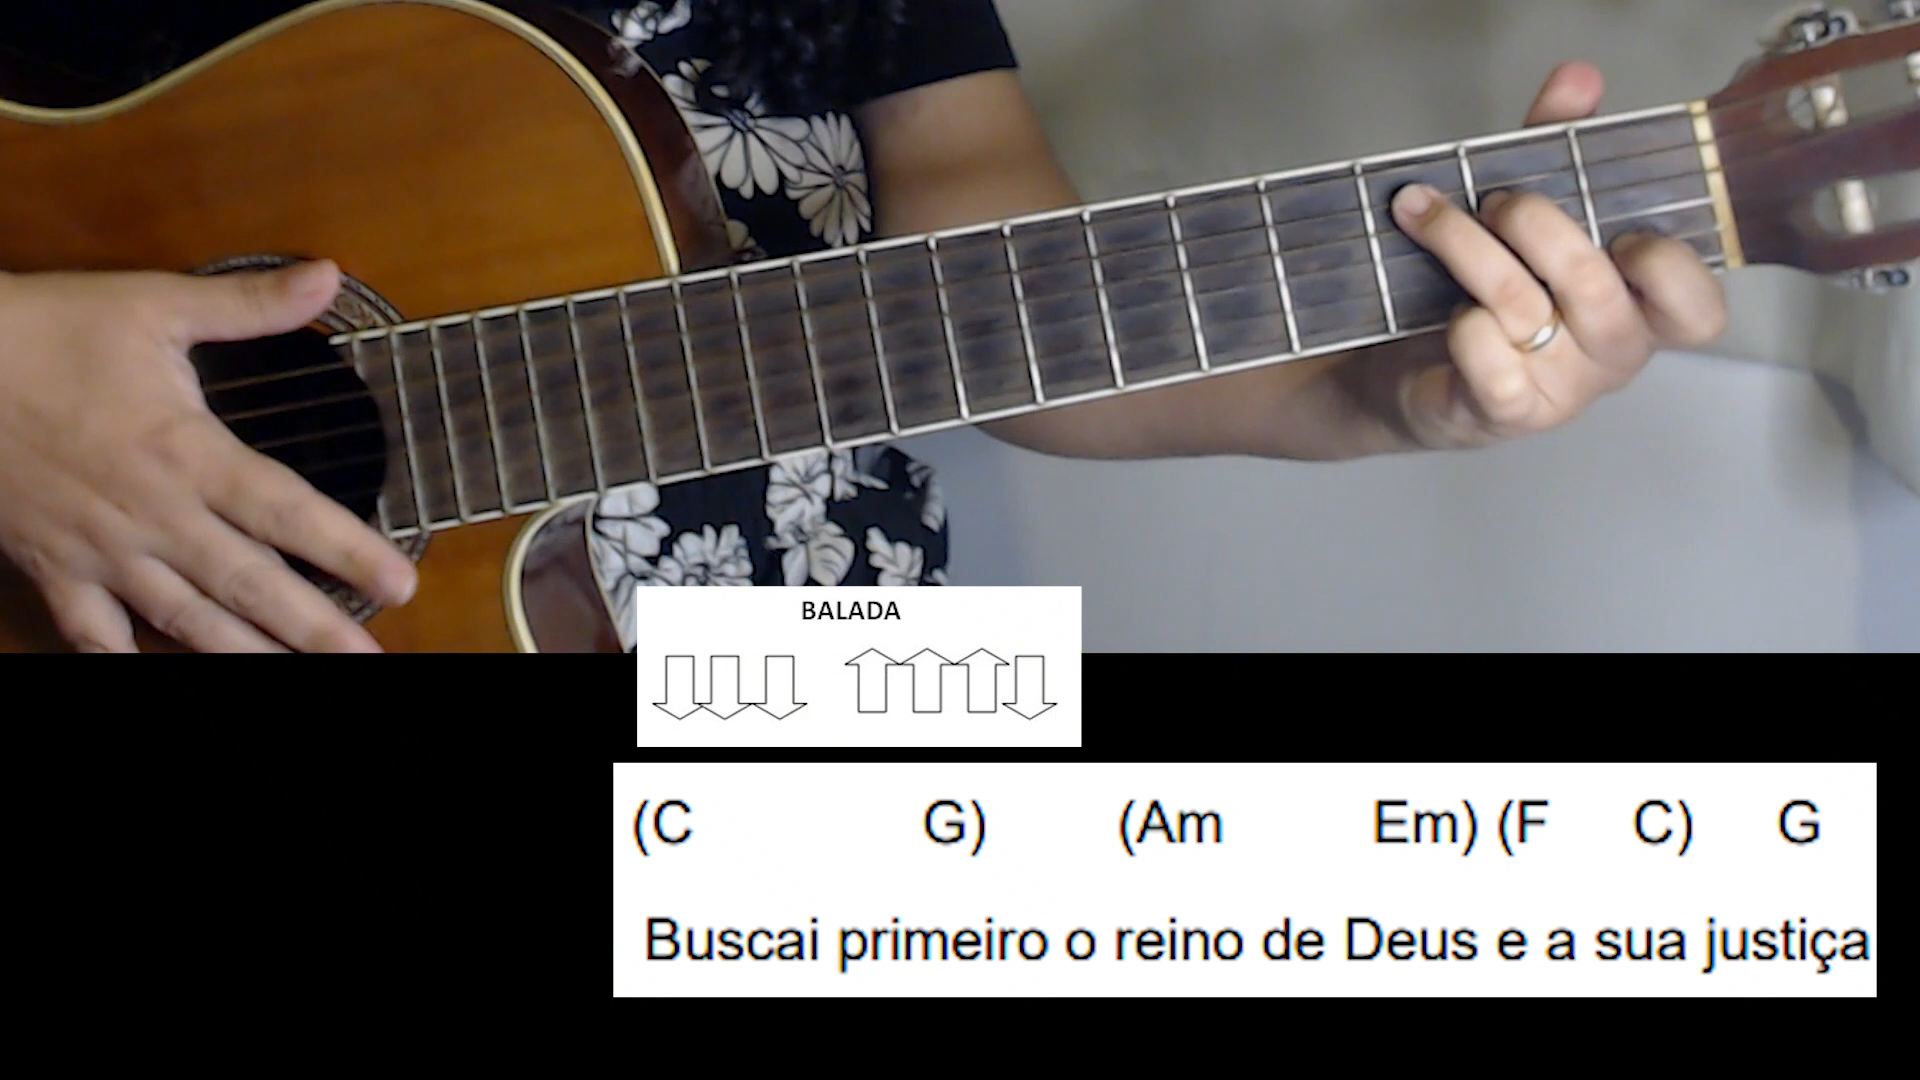 BALADA
(C G) (Am Em) (F C) G
Buscai primeiro o reino de Deus e a sua justiça